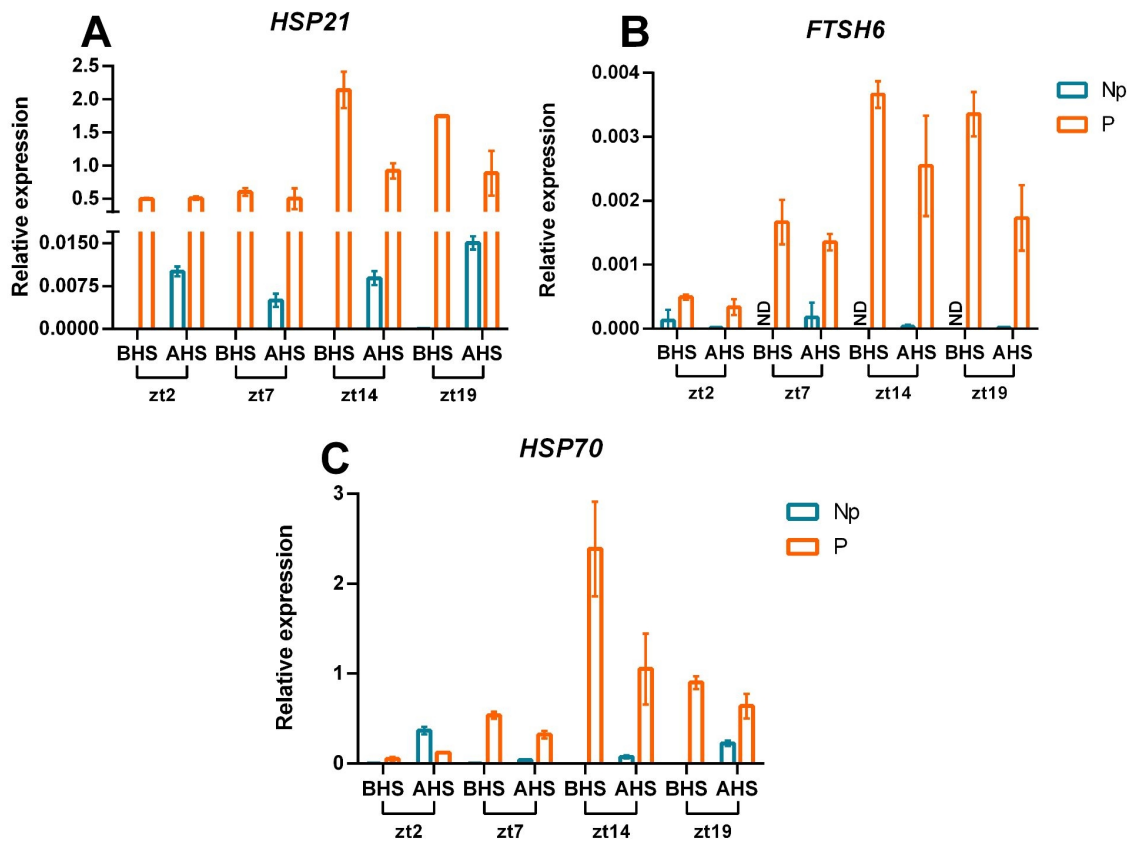 A
HSP21
Relative expression
2.5
2.0
1.5
1.0
0.5
0.0150
0.0075
0.0000
BHS AHS BHS AHS BHS AHS BHS AHS
zt2 zt7 zt14 zt19
B
FTSH6
Relative expression
0.004
0.003
0.002
0.001
0.000
ND ND ND
BHS AHS BHS AHS BHS AHS BHS AHS
zt2 zt7 zt14 zt19
Np
P
C
HSP70
Relative expression
3
2
1
0
BHS AHS BHS AHS BHS AHS BHS AHS
zt2 zt7 zt14 zt19
Np
P